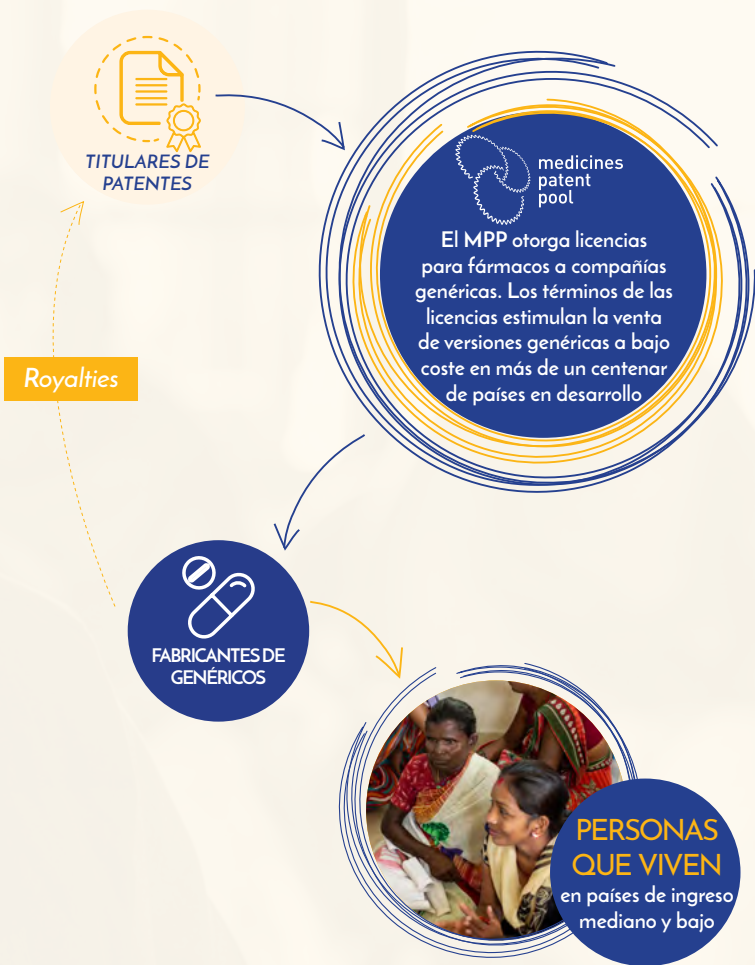 TITULARES DE
PATENTES
medicines
patent
pool
El MPP otorga licencias
para fármacos a compañías
genéricas. Los términos de las
licencias estimulan la venta
de versiones genéricas a bajo
coste en más de un centenar
de países en desarrollo
Royalties
FABRICANTES DE
GENÉRICOS
PERSONAS
QUE VIVEN
en países de ingreso
mediano y bajo